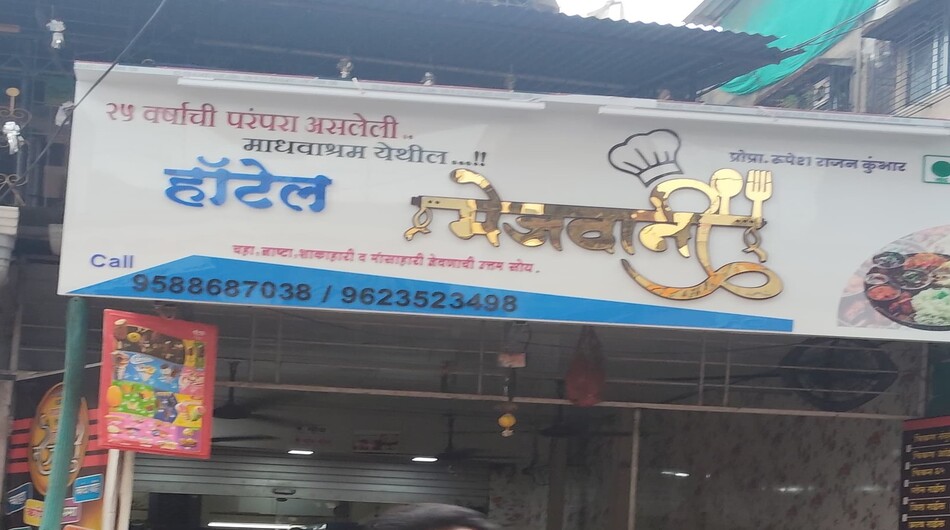 २५ वर्षाची परंपरा असलेली..
माधवाश्रम येथील...!!
प्रोप्रा. रुपेश राजन कुंभार
हॉटेल
मेजवानी
चहा, नाष्टा, शाकाहारी व मांसाहारी जेवणाची उत्तम सोय.
Call
9588687038 / 9623523498